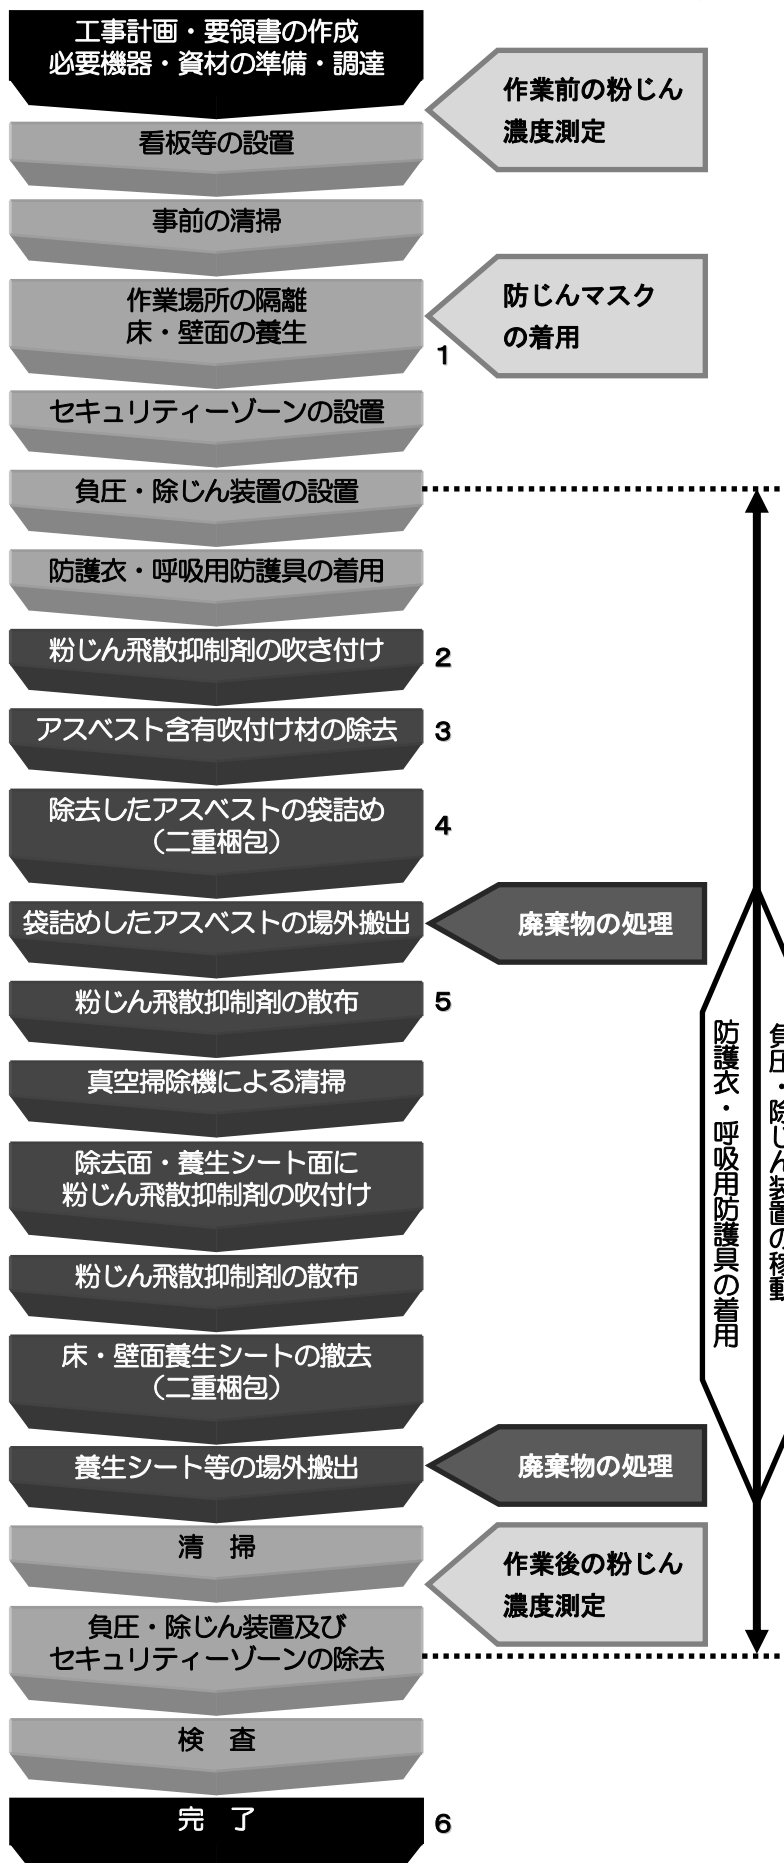 工事計画・要領書の作成
必要機器・資材の準備・調達
作業前の粉じん
濃度測定
看板等の設置
事前の清掃
作業場所の隔離
床・壁面の養生
防じんマスク
の着用
1
セキュリティーゾーンの設置
負圧・除じん装置の設置
防護衣・呼吸用防護具の着用
粉じん飛散抑制剤の吹き付け
2
アスベスト含有吹付け材の除去
3
除去したアスベストの袋詰め
（二重梱包）
4
袋詰めしたアスベストの場外搬出
廃棄物の処理
粉じん飛散抑制剤の散布
5
真空掃除機による清掃
除去面・養生シート面に
粉じん飛散抑制剤の吹付け
粉じん飛散抑制剤の散布
床・壁面養生シートの撤去
（二重梱包）
養生シート等の場外搬出
廃棄物の処理
清　掃
作業後の粉じん
濃度測定
負圧・除じん装置及び
セキュリティーゾーンの除去
検　査
完　了
6
防護衣・呼吸用防護具の着用
負圧・除じん装置の稼動